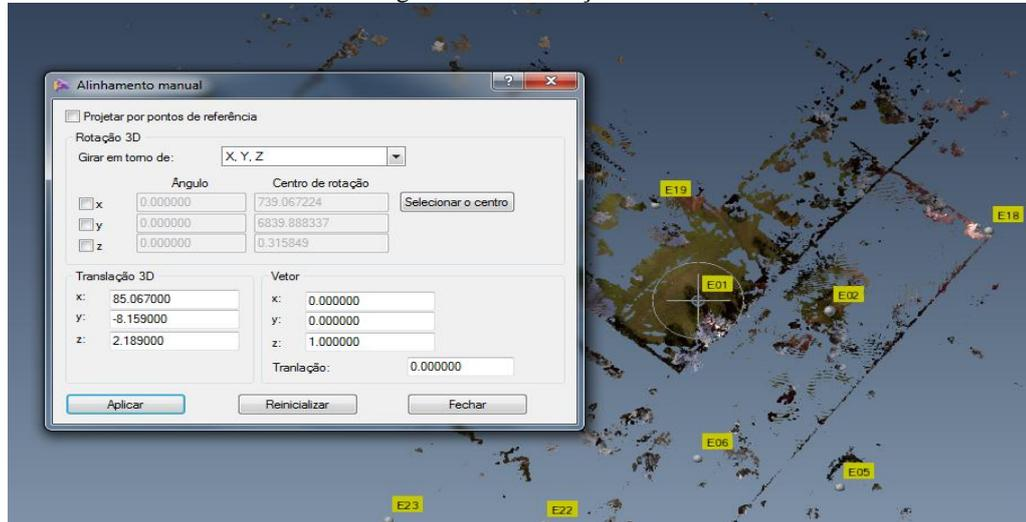 Alinhamento manual
Projetar por pontos de referência
Rotação 3D
Girar em torno de: X, Y, Z
Ângulo Centro de rotação
x 0.000000 739.067224 Selecionar o centro
y 0.000000 6839.888337
z 0.000000 0.315849
Translação 3D
x: 85.067000
y: -8.159000
z: 2.189000
Vetor
x: 0.000000
y: 0.000000
z: 1.000000
Tranlação: 0.000000
Aplicar Reinicializar Fechar
E19
E18
E01
E02
E06
E05
E23
E22